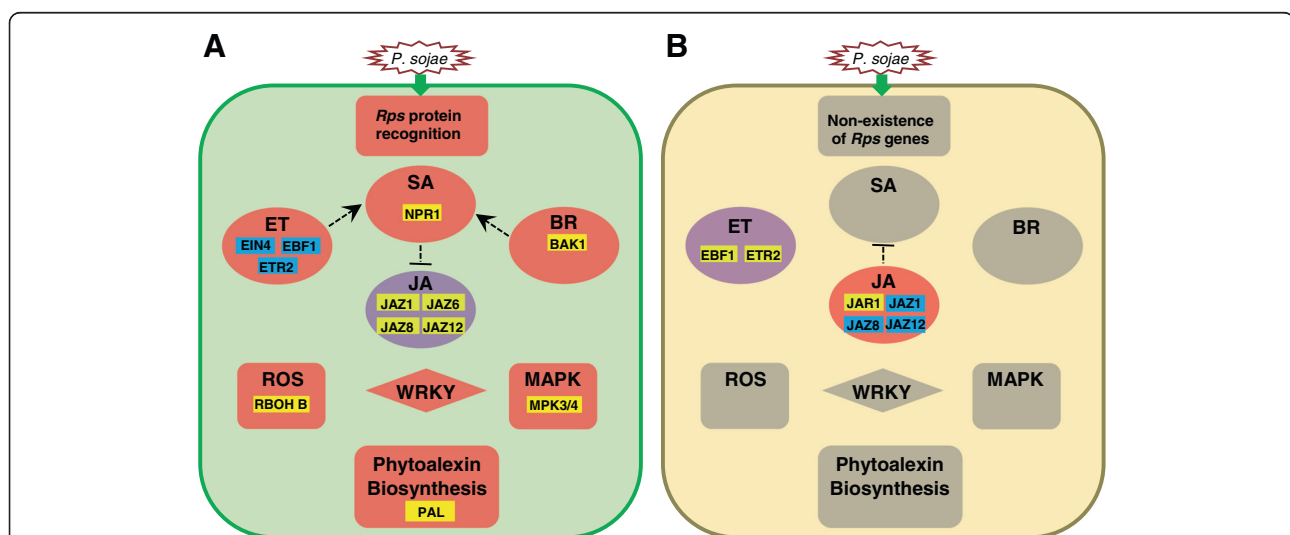 A
P. sojae
Rps protein
recognition
SA
NPR1
ET
EIN4 EBF1
ETR2
BR
BAK1
JA
JAZ1 JAZ6
JAZ8 JAZ12
ROS
RBOH B
WRKY
MAPK
MPK3/4
Phytoalexin
Biosynthesis
PAL
B
P. sojae
Non-existence
of Rps genes
SA
ET
EBF1 ETR2
BR
JA
JAR1 JAZ1
JAZ8 JAZ12
ROS
WRKY
MAPK
Phytoalexin
Biosynthesis